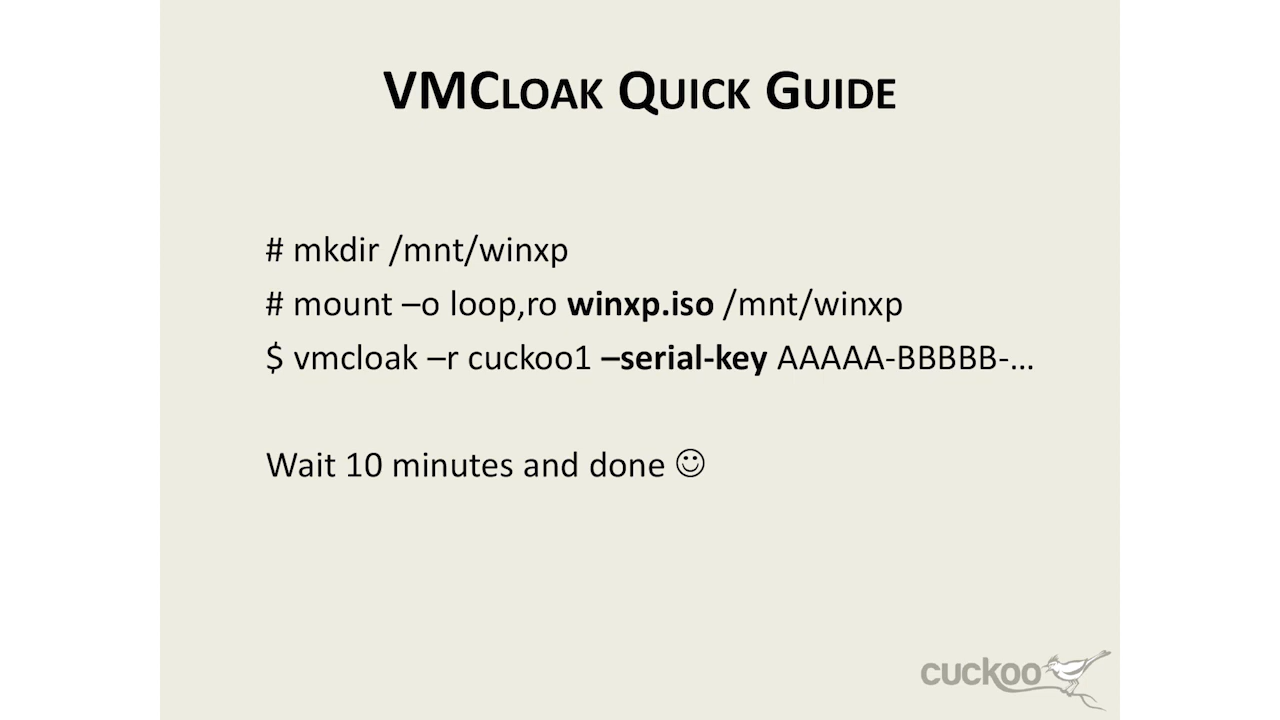 VMCLOAK QUICK GUIDE
# mkdir /mnt/winxp
# mount –o loop,ro winxp.iso /mnt/winxp
$ vmcloak –r cuckoo1 –serial-key AAAAA-BBBBB-…
Wait 10 minutes and done ☺
cuckoo